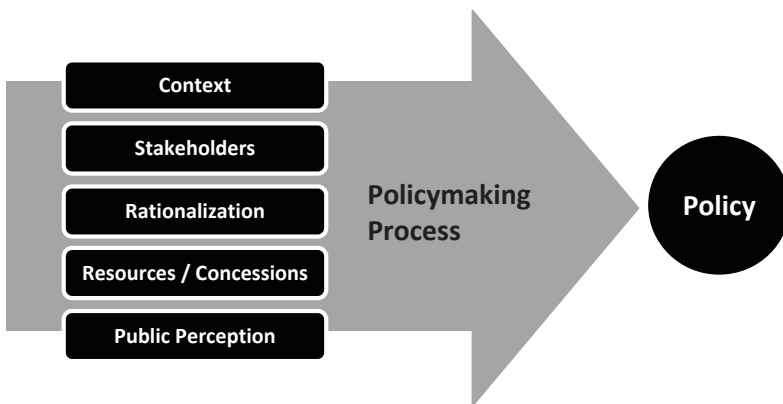 Context
Stakeholders
Rationalization
Resources / Concessions
Public Perception
Policymaking
Process
Policy